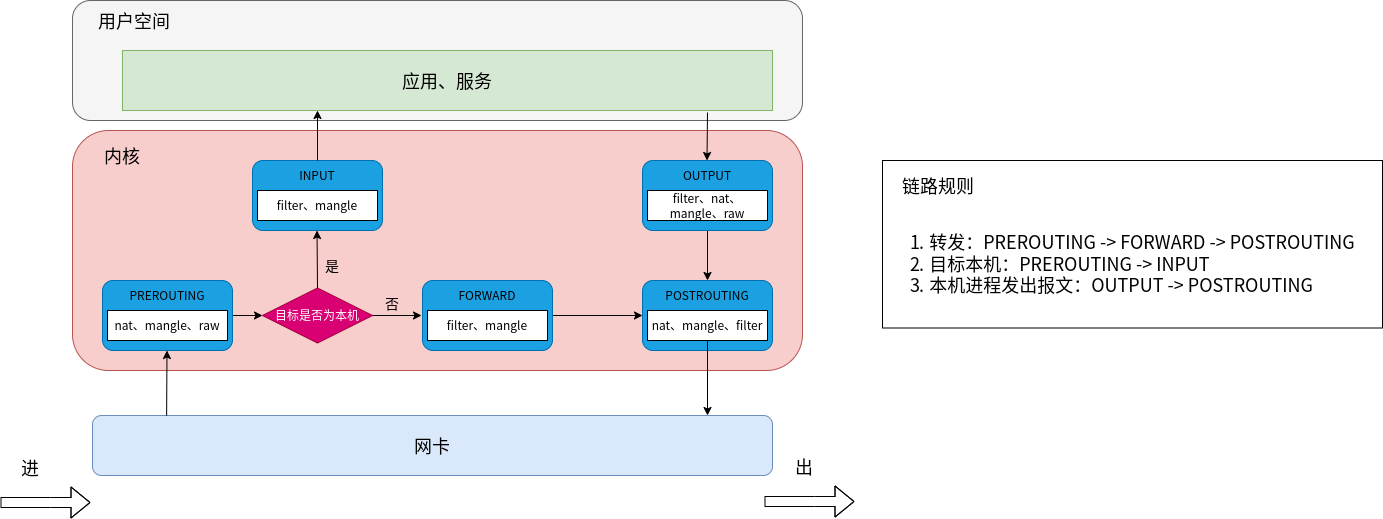 用户空间
应用、服务
内核
INPUT
filter、mangle
OUTPUT
filter、nat、
mangle、raw
是
PREROUTING
nat、mangle、raw
目标是否为本机
否
FORWARD
filter、mangle
POSTROUTING
nat、mangle、filter
网卡
进
出
链路规则
1. 转发：PREROUTING -> FORWARD -> POSTROUTING
2. 目标本机：PREROUTING -> INPUT
3. 本机进程发出报文：OUTPUT -> POSTROUTING